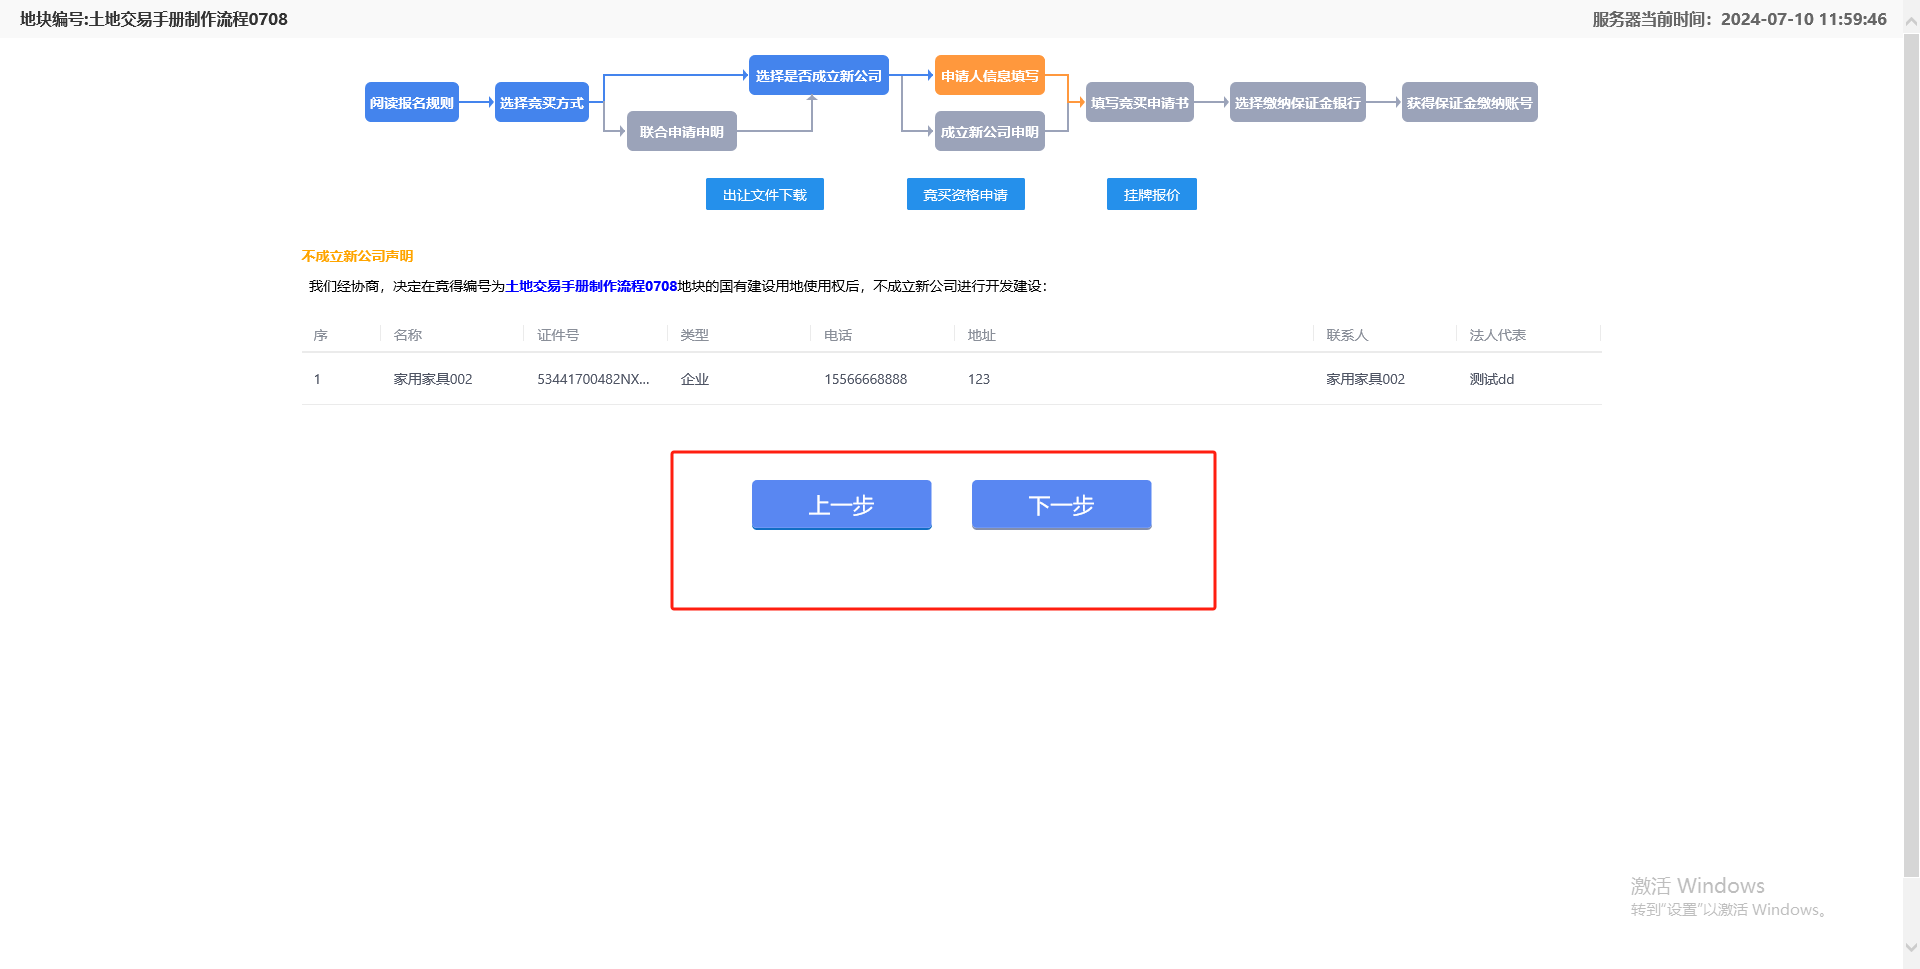 地块编号:土地交易手册制作流程0708
服务器当前时间：2024-07-10 11:59:46
阅读报名规则
选择竞买方式
选择是否成立新公司
联合申请申明
申请人信息填写
成立新公司申明
填写竞买申请书
选择缴纳保证金银行
获得保证金缴纳账号
出让文件下载
竞买资格申请
挂牌报价
不成立新公司声明
我们经协商，决定在竞得编号为土地交易手册制作流程0708地块的国有建设用地使用权后，不成立新公司进行开发建设：
序 名称 证件号 类型 电话 地址 联系人 法人代表
1 家用家具002 53441700482NX... 企业 15566668888 123 家用家具002 测试dd
上一步
下一步
激活 Windows
转到"设置"以激活 Windows。